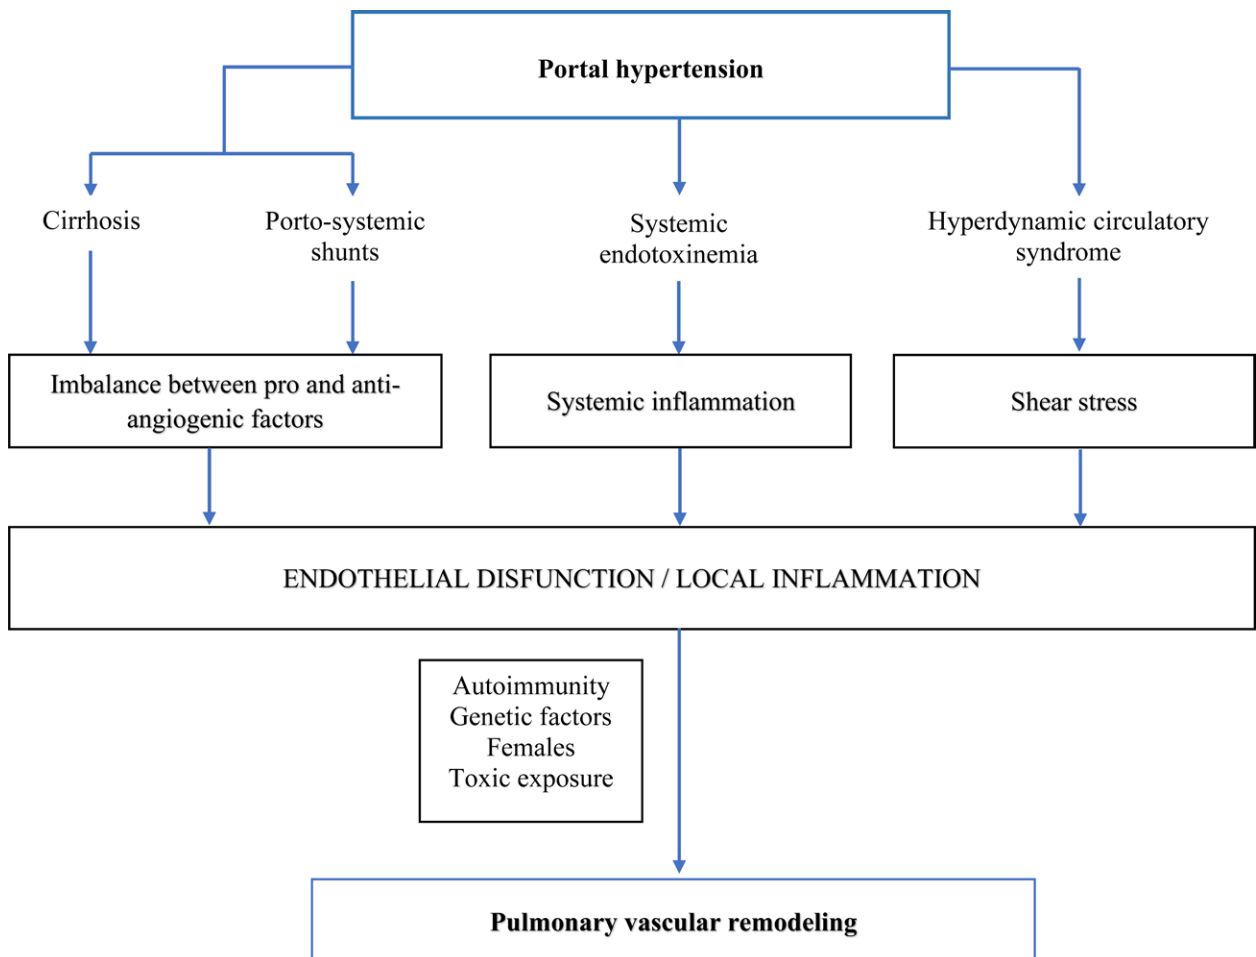 Portal hypertension
Cirrhosis
Porto-systemic
shunts
Systemic
endotoxinemia
Hyperdynamic circulatory
syndrome
Imbalance between pro and anti-
angiogenic factors
Systemic inflammation
Shear stress
ENDOTHELIAL DISFUNCTION / LOCAL INFLAMMATION
Autoimmunity
Genetic factors
Females
Toxic exposure
Pulmonary vascular remodeling